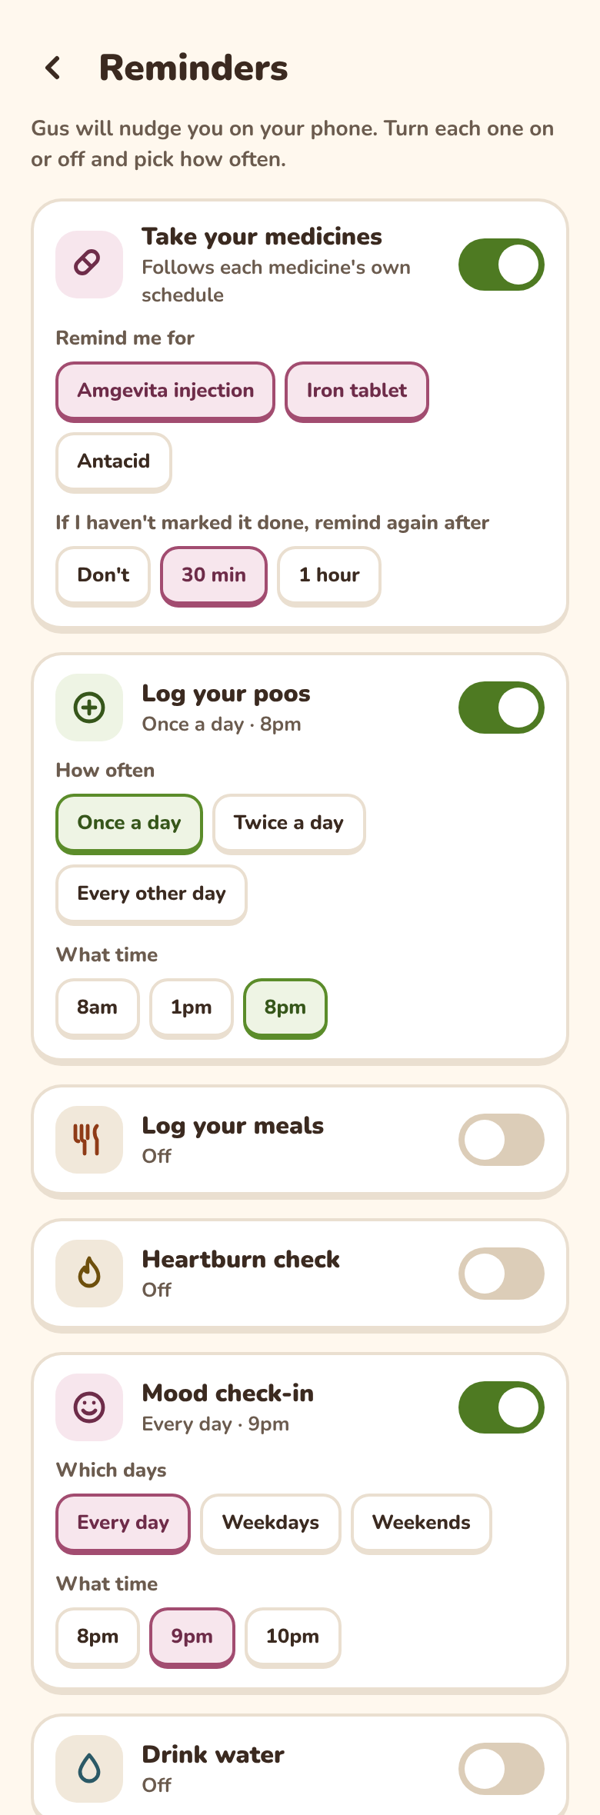 Reminders
Gus will nudge you on your phone. Turn each one on
or off and pick how often.
Take your medicines
Follows each medicine's own
schedule
Remind me for
Amgevita injection
Iron tablet
Antacid
If I haven't marked it done, remind again after
Don't
30 min
1 hour
Log your poos
Once a day · 8pm
How often
Once a day
Twice a day
Every other day
What time
8am
1pm
8pm
Log your meals
Off
Heartburn check
Off
Mood check-in
Every day · 9pm
Which days
Every day
Weekdays
Weekends
What time
8pm
9pm
10pm
Drink water
Off